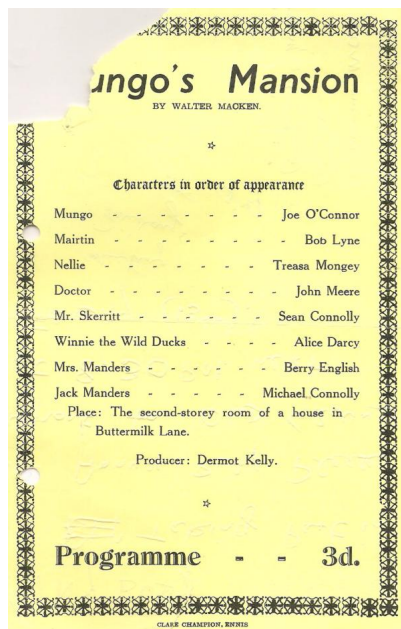 Mungo's Mansion
BY WALTER MACKEN.
Characters in order of appearance
Mungo - - - - - - - Joe O'Connor
Mairtin - - - - - - - - Bob Lyne
Nellie - - - - - - - Treasa Mongey
Doctor - - - - - - - - John Meere
Mr. Skerritt - - - - - - Sean Connolly
Winnie the Wild Ducks - - - - Alice Darcy
Mrs. Manders - - - - - Berry English
Jack Manders - - - - - Michael Connolly
Place: The second-storey room of a house in
Buttermilk Lane.
Producer: Dermot Kelly.
Programme - - 3d.
CLARE CHAMPION, ENNIS